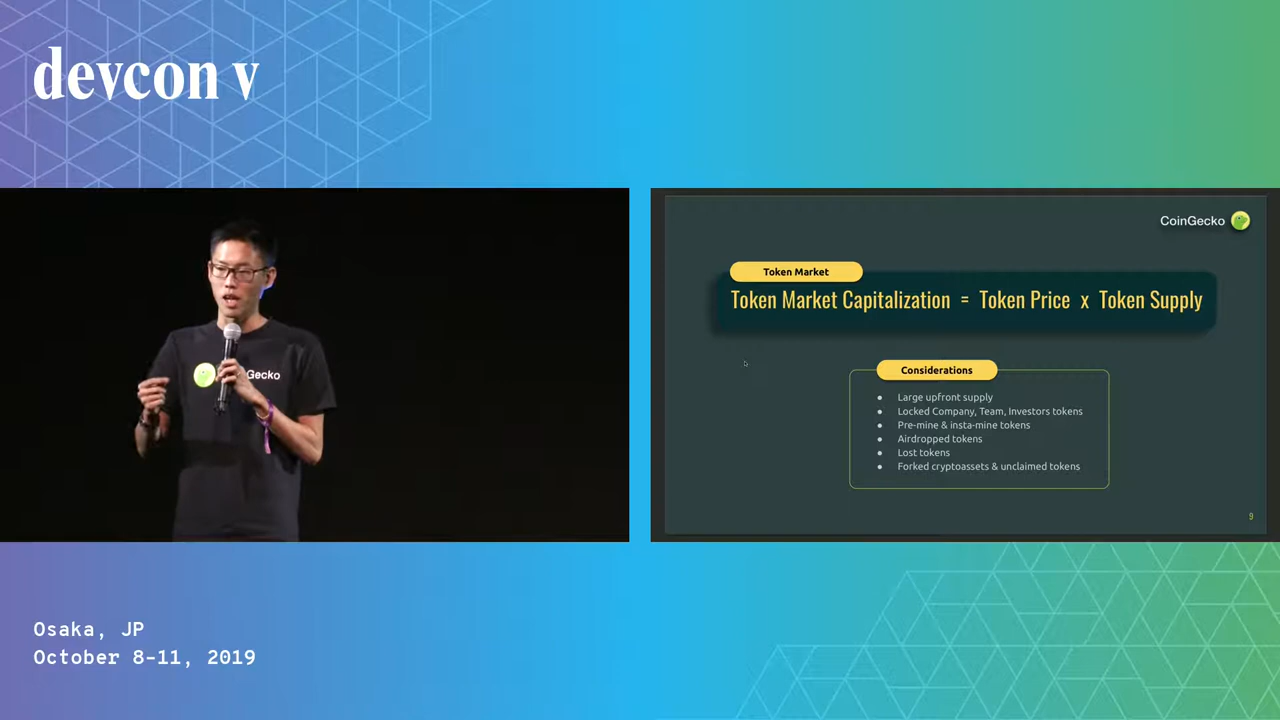 devcon v
Gecko
CoinGecko
Token Market
Token Market Capitalization = Token Price x Token Supply
Considerations
● Large upfront supply
● Locked Company, Team, Investors tokens
● Pre-mine & insta-mine tokens
● Airdropped tokens
● Lost tokens
● Forked cryptoassets & unclaimed tokens
9
Osaka, JP
October 8-11, 2019